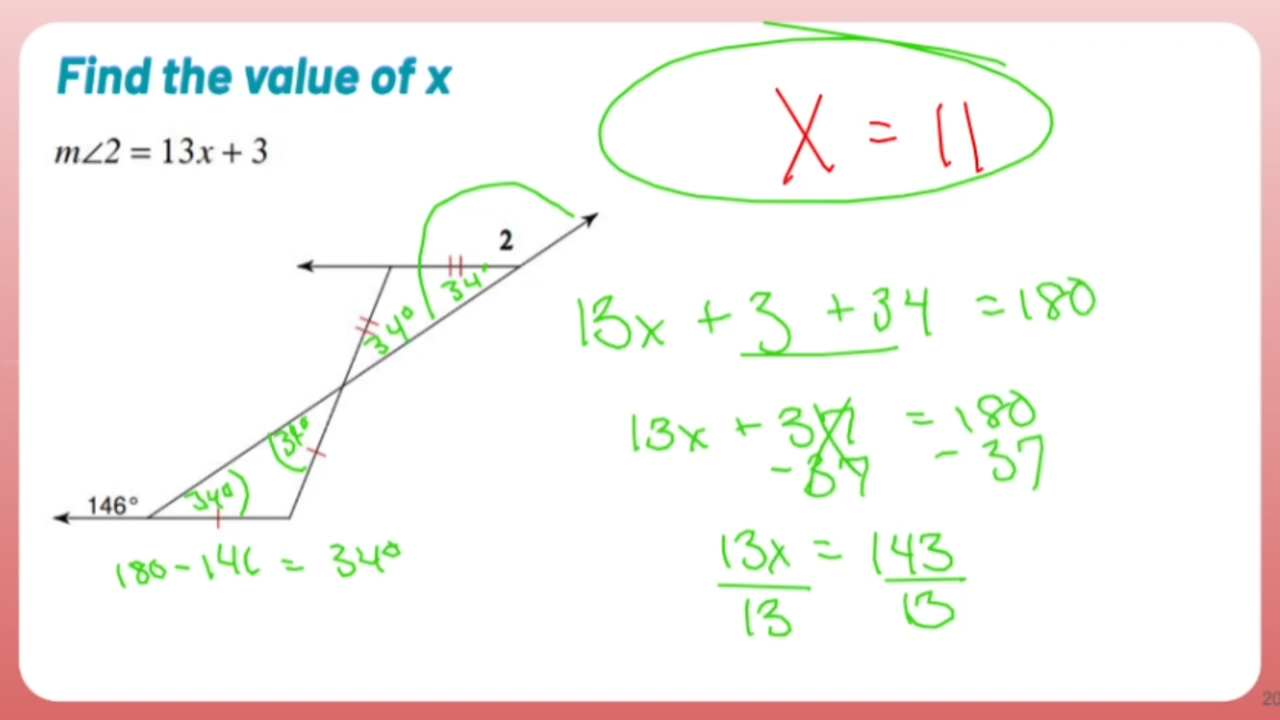 Find the value of x
X = 11
m∠2 = 13x + 3
2
34°
34°
13x + 3 + 34 = 180
13x + 37 = 180
- 37 - 37
34°
34°
146°
180 - 146 = 34°
13x = 143
13 13
20